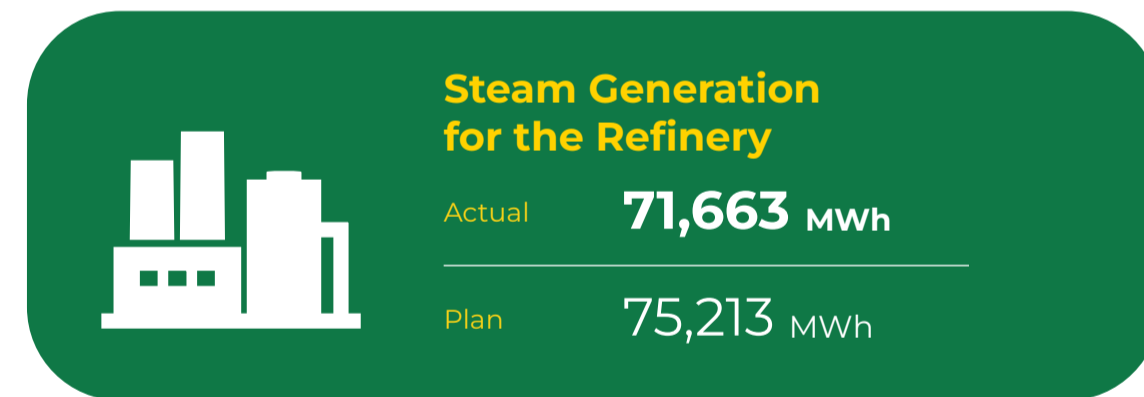 Steam Generation
for the Refinery
Actual 71,663 MWh
Plan 75,213 MWh